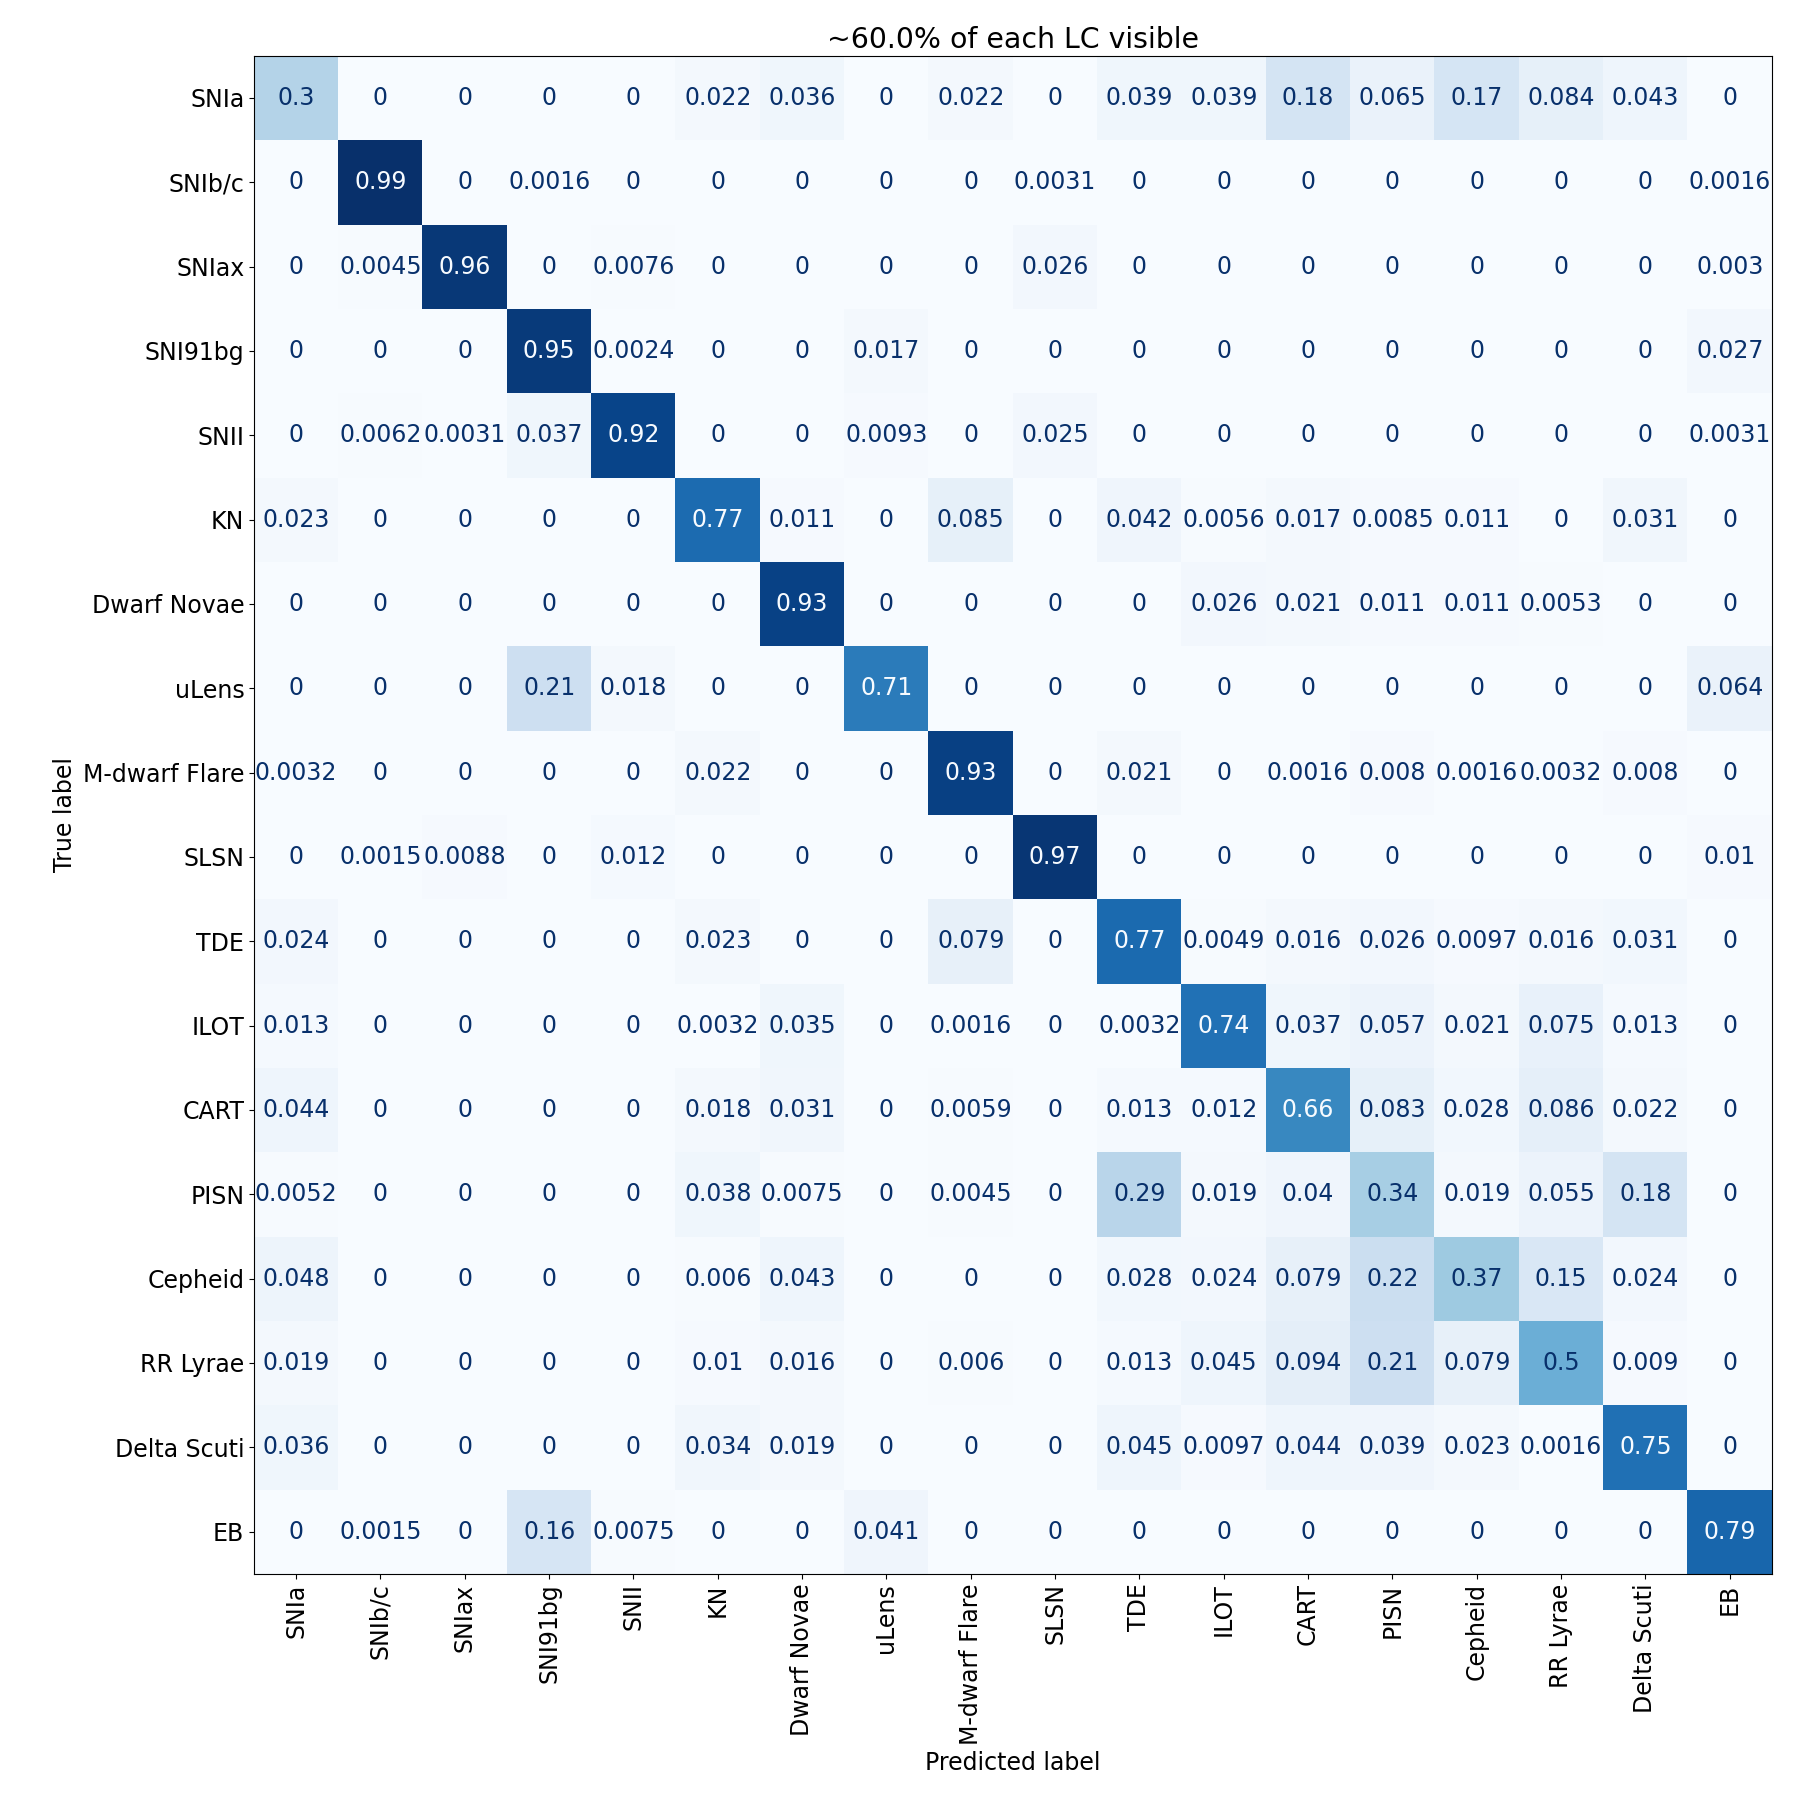 ~60.0% of each LC visible
SNIa 0.3 0 0 0 0 0.022 0.036 0 0.022 0 0.039 0.039 0.18 0.065 0.17 0.084 0.043 0
SNIb/c 0 0.99 0 0.0016 0 0 0 0 0 0.0031 0 0 0 0 0 0 0 0.0016
SNIax 0 0.0045 0.96 0 0.0076 0 0 0 0 0.026 0 0 0 0 0 0 0 0.003
SNI91bg 0 0 0 0.95 0.0024 0 0 0.017 0 0 0 0 0 0 0 0 0 0.027
SNII 0 0.0062 0.0031 0.037 0.92 0 0 0.0093 0 0.025 0 0 0 0 0 0 0 0.0031
KN 0.023 0 0 0 0 0.77 0.011 0 0.085 0 0.042 0.0056 0.017 0.0085 0.011 0 0.031 0
Dwarf Novae 0 0 0 0 0 0 0.93 0 0 0 0 0.026 0.021 0.011 0.011 0.0053 0 0
uLens 0 0 0 0.21 0.018 0 0 0.71 0 0 0 0 0 0 0 0 0 0.064
M-dwarf Flare 0.0032 0 0 0 0 0.022 0 0 0.93 0 0.021 0 0.0016 0.008 0.0016 0.0032 0.008 0
SLSN 0 0.0015 0.0088 0 0.012 0 0 0 0 0.97 0 0 0 0 0 0 0 0.01
TDE 0.024 0 0 0 0 0.023 0 0 0.079 0 0.77 0.0049 0.016 0.026 0.0097 0.016 0.031 0
ILOT 0.013 0 0 0 0 0.0032 0.035 0 0.0016 0 0.0032 0.74 0.037 0.057 0.021 0.075 0.013 0
CART 0.044 0 0 0 0 0.018 0.031 0 0.0059 0 0.013 0.012 0.66 0.083 0.028 0.086 0.022 0
PISN 0.0052 0 0 0 0 0.038 0.0075 0 0.0045 0 0.29 0.019 0.04 0.34 0.019 0.055 0.18 0
Cepheid 0.048 0 0 0 0 0.006 0.043 0 0 0 0.028 0.024 0.079 0.22 0.37 0.15 0.024 0
RR Lyrae 0.019 0 0 0 0 0.01 0.016 0 0.006 0 0.013 0.045 0.094 0.21 0.079 0.5 0.009 0
Delta Scuti 0.036 0 0 0 0 0.034 0.019 0 0 0 0.045 0.0097 0.044 0.039 0.023 0.0016 0.75 0
EB 0 0.0015 0 0.16 0.0075 0 0 0.041 0 0 0 0 0 0 0 0 0 0.79
True label
SNIa SNIb/c SNIax SNI91bg SNII KN Dwarf Novae uLens M-dwarf Flare SLSN TDE ILOT CART PISN Cepheid RR Lyrae Delta Scuti EB
Predicted label